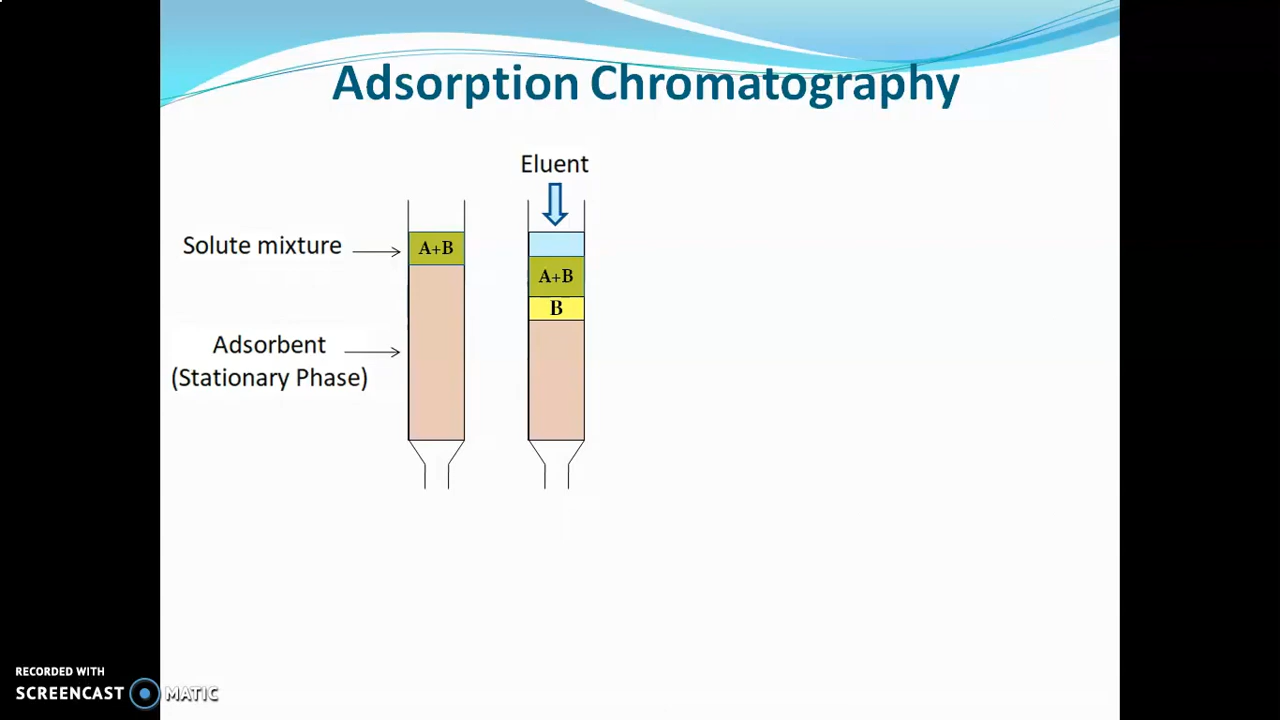 Adsorption Chromatography
Eluent
Solute mixture
A+B
A+B
B
Adsorbent
(Stationary Phase)
RECORDED WITH
SCREENCAST MATIC